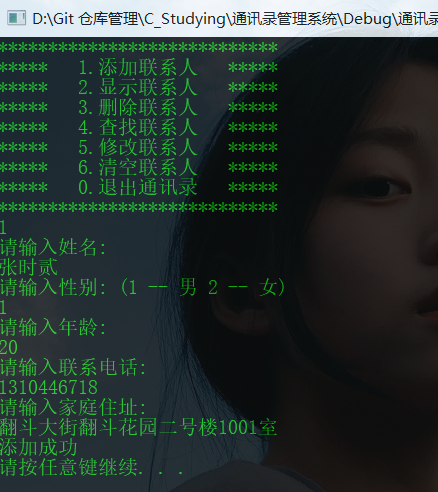 D:\Git 仓库管理\C_Studying\通讯录管理系统\Debug\通讯录
****************************
*****   1.添加联系人   *****
*****   2.显示联系人   *****
*****   3.删除联系人   *****
*****   4.查找联系人   *****
*****   5.修改联系人   *****
*****   6.清空联系人   *****
*****   0.退出通讯录   *****
****************************
1
请输入姓名:
张时贰
请输入性别: (1 -- 男 2 -- 女)
1
请输入年龄:
20
请输入联系电话:
1310446718
请输入家庭住址:
翻斗大街翻斗花园二号楼1001室
添加成功
请按任意键继续. . .